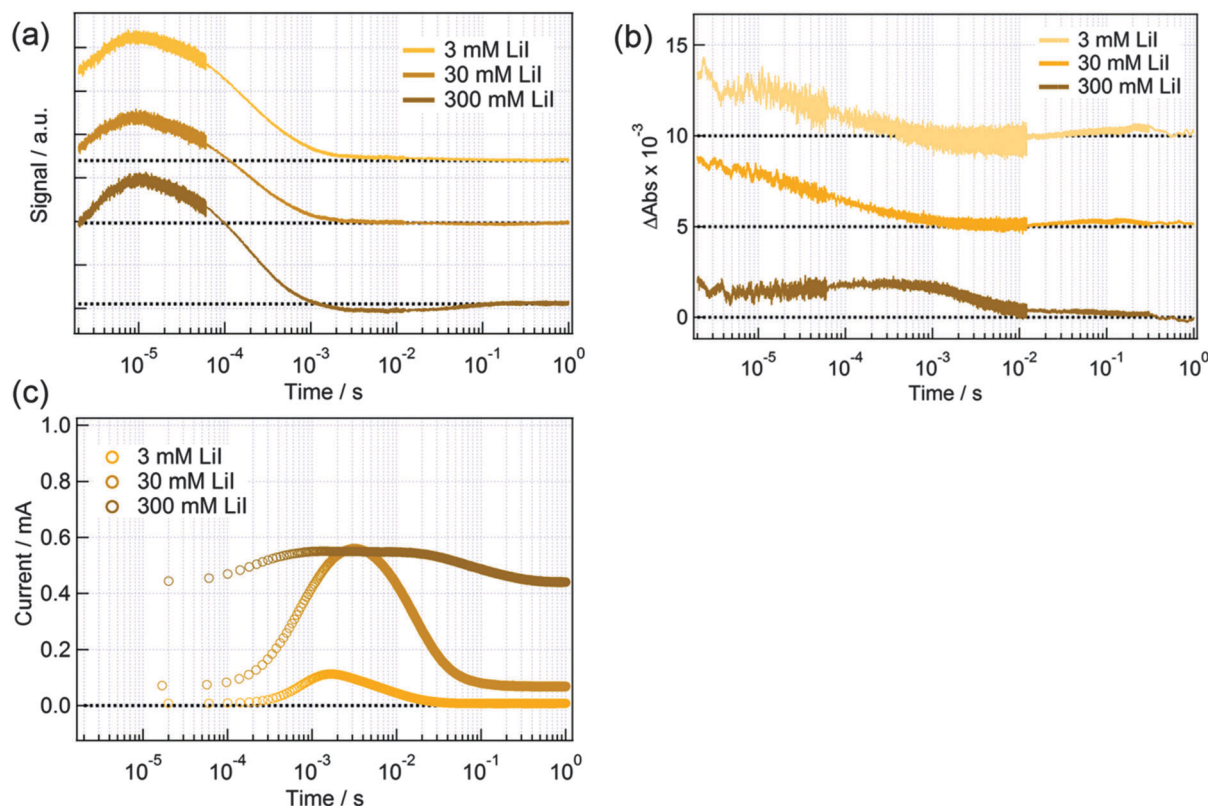 (a)
Signal / a.u.
3 mM LiI
30 mM LiI
300 mM LiI
10⁻⁵ 10⁻⁴ 10⁻³ 10⁻² 10⁻¹ 10⁰
Time / s
(b)
ΔAbs x 10⁻³
15
10
5
0
3 mM LiI
30 mM LiI
300 mM LiI
10⁻⁵ 10⁻⁴ 10⁻³ 10⁻² 10⁻¹ 10⁰
Time / s
(c)
Current / mA
1.0
0.8
0.6
0.4
0.2
0.0
3 mM LiI
30 mM LiI
300 mM LiI
10⁻⁵ 10⁻⁴ 10⁻³ 10⁻² 10⁻¹ 10⁰
Time / s